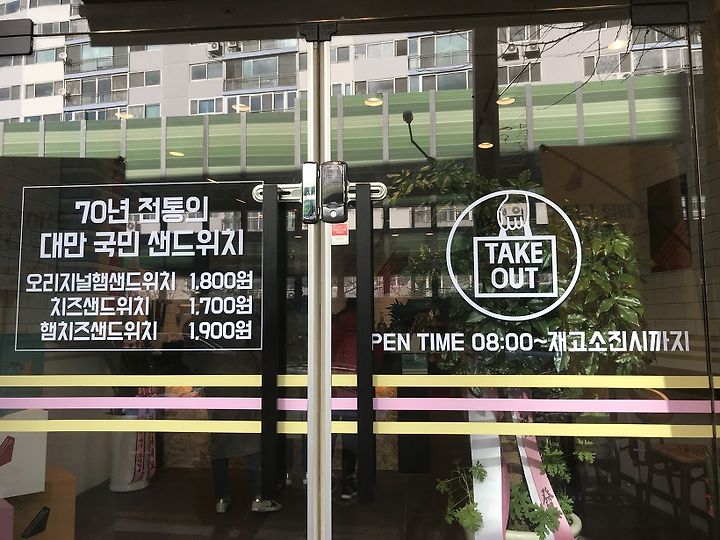 70년 전통의
대만 국민 샌드위치
오리지널햄샌드위치 1,800원
치즈샌드위치 1,700원
햄치즈샌드위치 1,900원
TAKE
OUT
PEN TIME 08:00~재고소진시까지